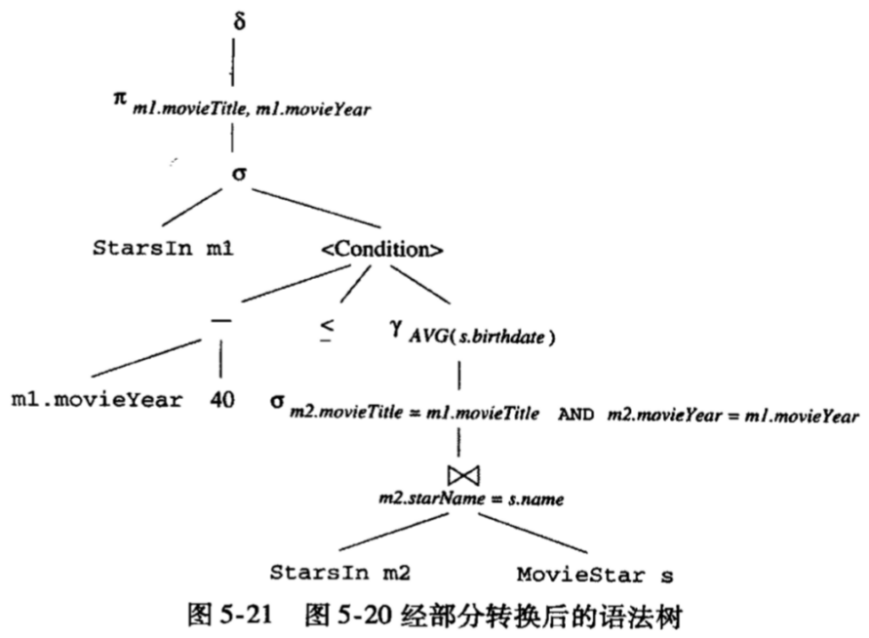 δ
π m1.movieTitle, m1.movieYear
σ
StarsIn m1 <Condition>
— ≤ γ AVG(s.birthdate)
m1.movieYear 40 σ m2.movieTitle = m1.movieTitle AND m2.movieYear = m1.movieYear
⋈
m2.starName = s.name
StarsIn m2 MovieStar s
图 5-21 图 5-20 经部分转换后的语法树